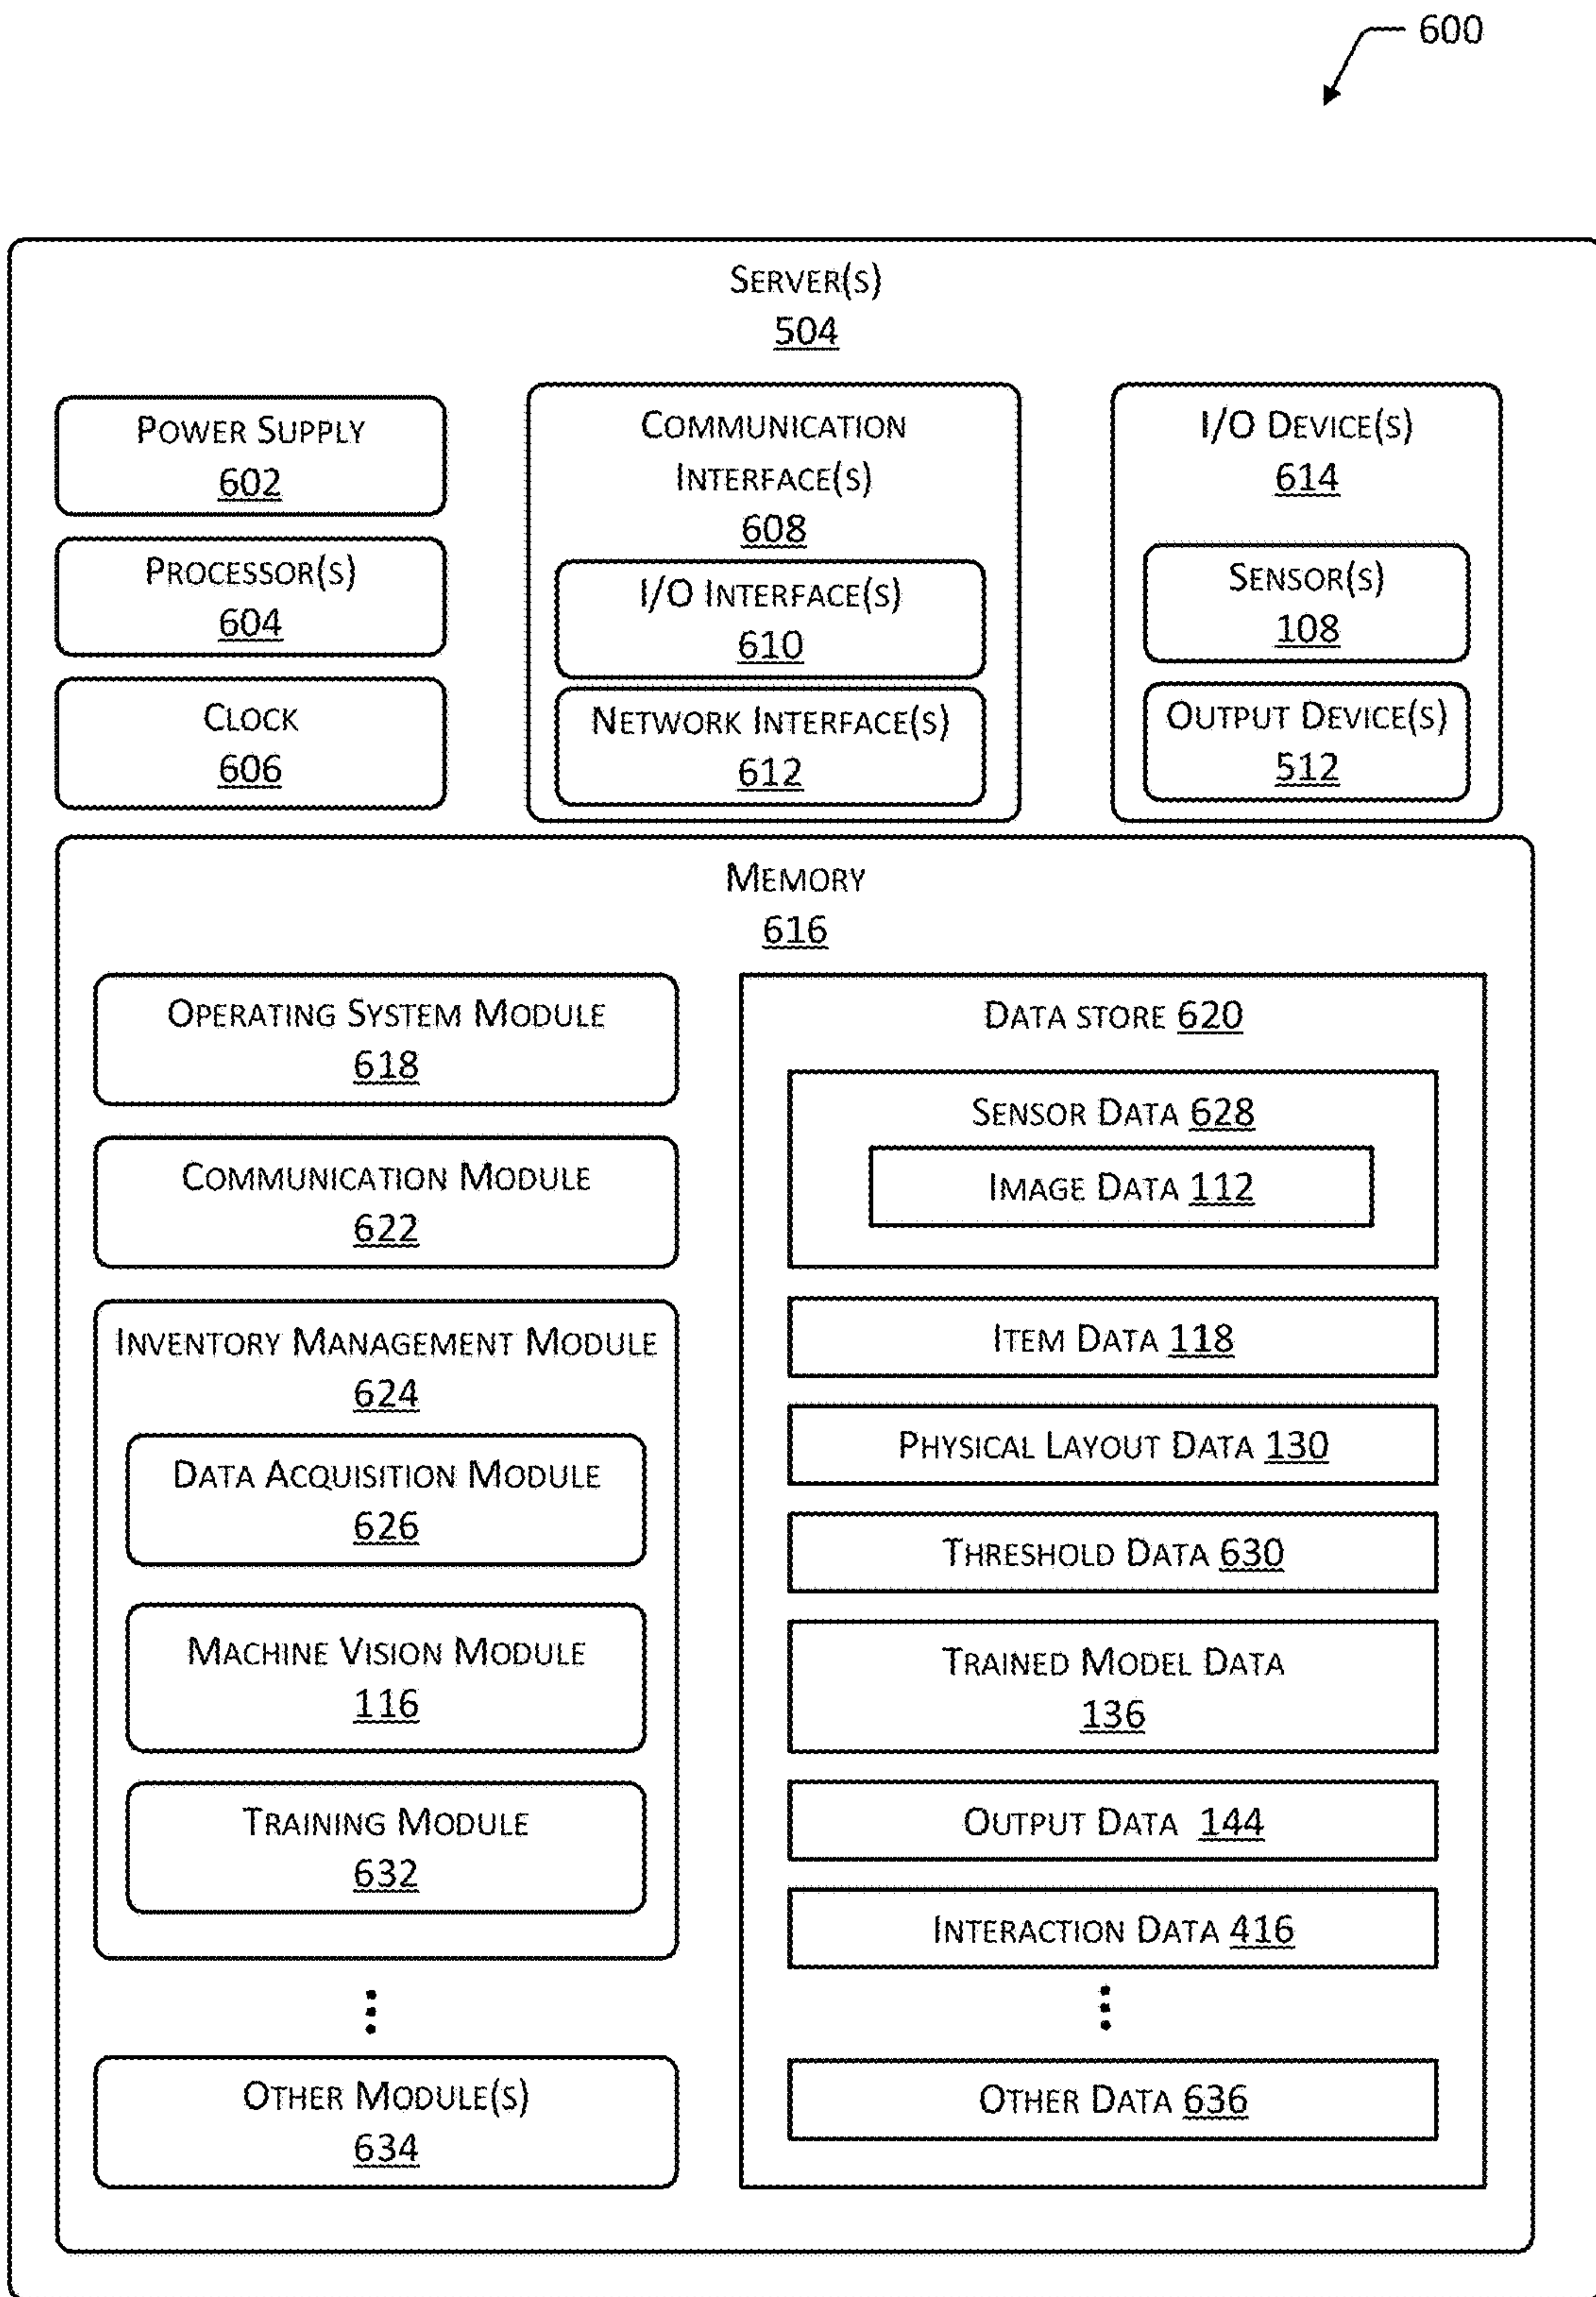 600
SERVER(S)
504
POWER SUPPLY
602
PROCESSOR(S)
604
CLOCK
606
COMMUNICATION
INTERFACE(S)
608
I/O INTERFACE(S)
610
NETWORK INTERFACE(S)
612
I/O DEVICE(S)
614
SENSOR(S)
108
OUTPUT DEVICE(S)
512
MEMORY
616
OPERATING SYSTEM MODULE
618
COMMUNICATION MODULE
622
INVENTORY MANAGEMENT MODULE
624
DATA ACQUISITION MODULE
626
MACHINE VISION MODULE
116
TRAINING MODULE
632
OTHER MODULE(S)
634
DATA STORE 620
SENSOR DATA 628
IMAGE DATA 112
ITEM DATA 118
PHYSICAL LAYOUT DATA 130
THRESHOLD DATA 630
TRAINED MODEL DATA
136
OUTPUT DATA 144
INTERACTION DATA 416
OTHER DATA 636